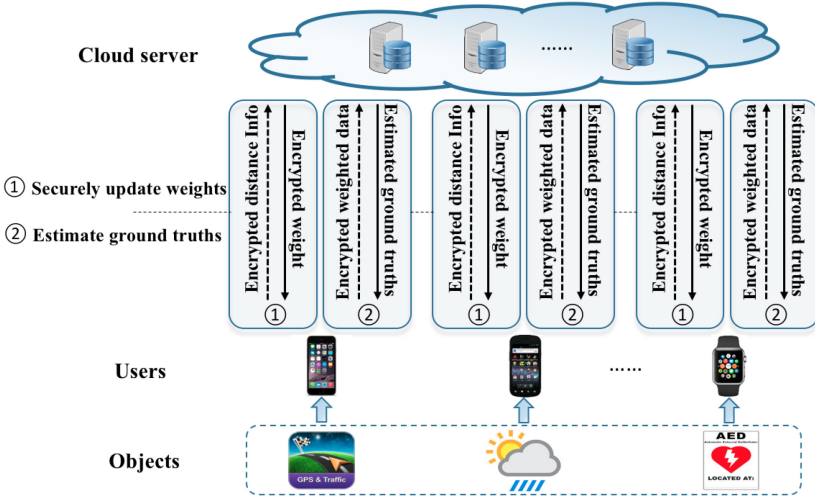 Cloud server
......
Encrypted distance Info
Encrypted weight
①
Encrypted weighted data
Estimated ground truths
②
Encrypted distance Info
Encrypted weight
①
Encrypted weighted data
Estimated ground truths
②
Encrypted distance Info
Encrypted weight
①
Encrypted weighted data
Estimated ground truths
②
① Securely update weights
② Estimate ground truths
Users
......
Objects
GPS & Traffic
AED
LOCATED AT: